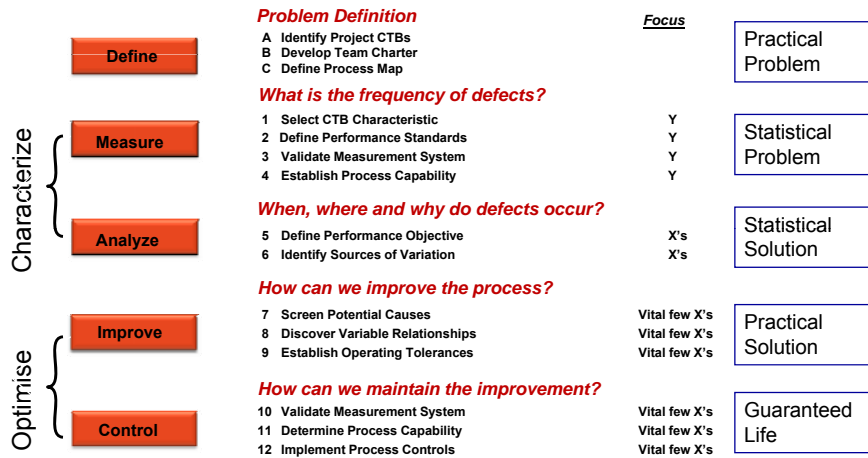 Problem Definition
Focus
Define
A Identify Project CTBs
B Develop Team Charter
C Define Process Map
Practical
Problem
What is the frequency of defects?
Characterize
Measure
1 Select CTB Characteristic Y
2 Define Performance Standards Y
3 Validate Measurement System Y
4 Establish Process Capability Y
Statistical
Problem
When, where and why do defects occur?
Analyze
5 Define Performance Objective X's
6 Identify Sources of Variation X's
Statistical
Solution
How can we improve the process?
Optimise
Improve
7 Screen Potential Causes Vital few X's
8 Discover Variable Relationships Vital few X's
9 Establish Operating Tolerances Vital few X's
Practical
Solution
How can we maintain the improvement?
Control
10 Validate Measurement System Vital few X's
11 Determine Process Capability Vital few X's
12 Implement Process Controls Vital few X's
Guaranteed
Life